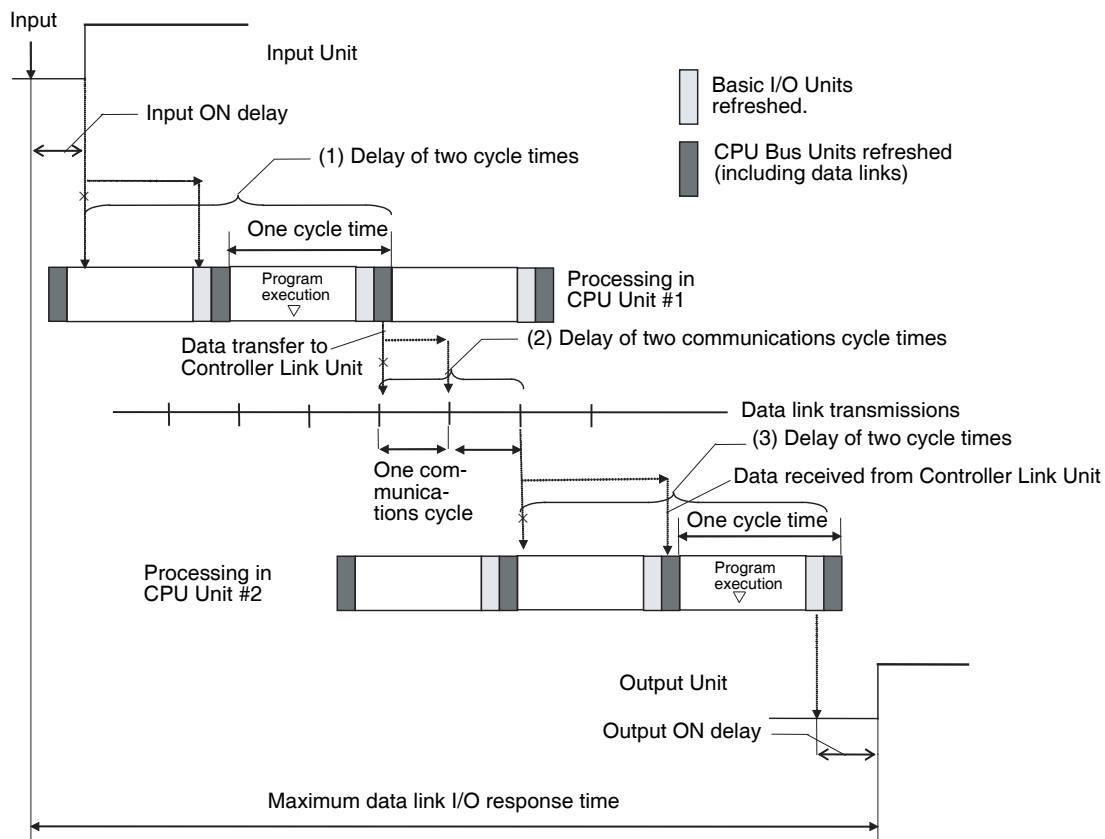 Input
Input Unit
Basic I/O Units
refreshed.
Input ON delay
(1) Delay of two cycle times
CPU Bus Units refreshed
(including data links)
One cycle time
Program
execution
Processing in
CPU Unit #1
Data transfer to
Controller Link Unit
(2) Delay of two communications cycle times
Data link transmissions
(3) Delay of two cycle times
One com-
munica-
tions cycle
Data received from Controller Link Unit
One cycle time
Processing in
CPU Unit #2
Program
execution
Output Unit
Output ON delay
Maximum data link I/O response time